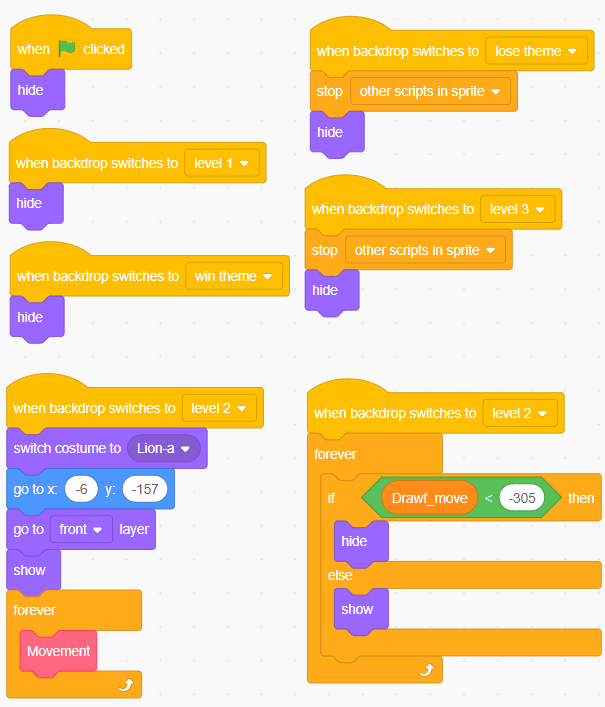 when clicked
hide
when backdrop switches to level 1
hide
when backdrop switches to win theme
hide
when backdrop switches to level 2
switch costume to Lion-a
go to x: -6 y: -157
go to front layer
show
forever
Movement
when backdrop switches to lose theme
stop other scripts in sprite
hide
when backdrop switches to level 3
stop other scripts in sprite
hide
when backdrop switches to level 2
forever
if Drawf_move < -305 then
hide
else
show